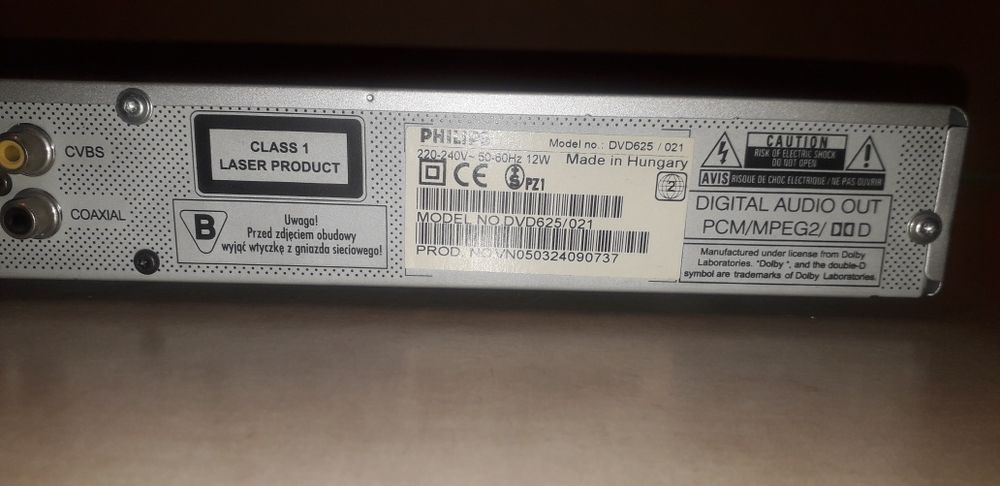 CVBS
COAXIAL
CLASS 1
LASER PRODUCT
B
Uwaga!
Przed zdjęciem obudowy
wyjąć wtyczkę z gniazda sieciowego!
PHILIPS
Model no : DVD625 / 021
220-240V~ 50-60Hz 12W Made in Hungary
CE
S PZ1
2
MODEL NO.DVD625/021
PROD. NO.VN050324090737
CAUTION
RISK OF ELECTRIC SHOCK
DO NOT OPEN
AVIS RISQUE DE CHOC ELECTRIQUE / NE PAS OUVRIR
DIGITAL AUDIO OUT
PCM/MPEG2/ D
Manufactured under license from Dolby
Laboratories. "Dolby", and the double-D
symbol are trademarks of Dolby Laboratories.